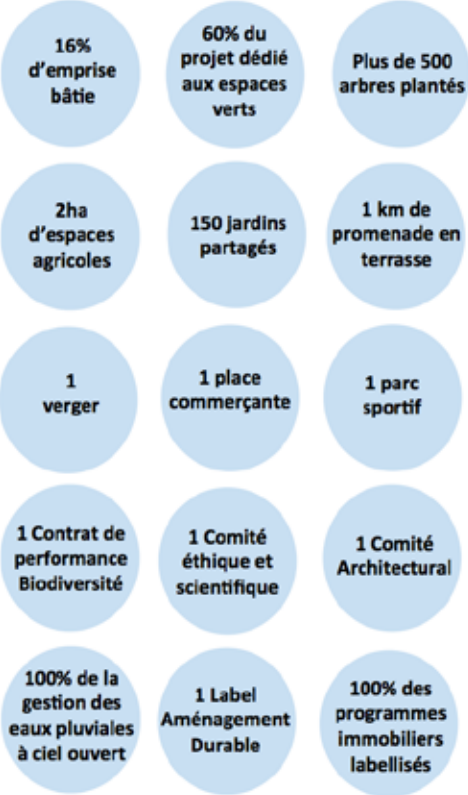 16%
d'emprise
bâtie
60% du
projet dédié
aux espaces
verts
Plus de 500
arbres plantés
2ha
d'espaces
agricoles
150 jardins
partagés
1 km de
promenade en
terrasse
1
verger
1 place
commerçante
1 parc
sportif
1 Contrat de
performance
Biodiversité
1 Comité
éthique et
scientifique
1 Comité
Architectural
100% de la
gestion des
eaux pluviales
à ciel ouvert
1 Label
Aménagement
Durable
100% des
programmes
immobiliers
labellisés